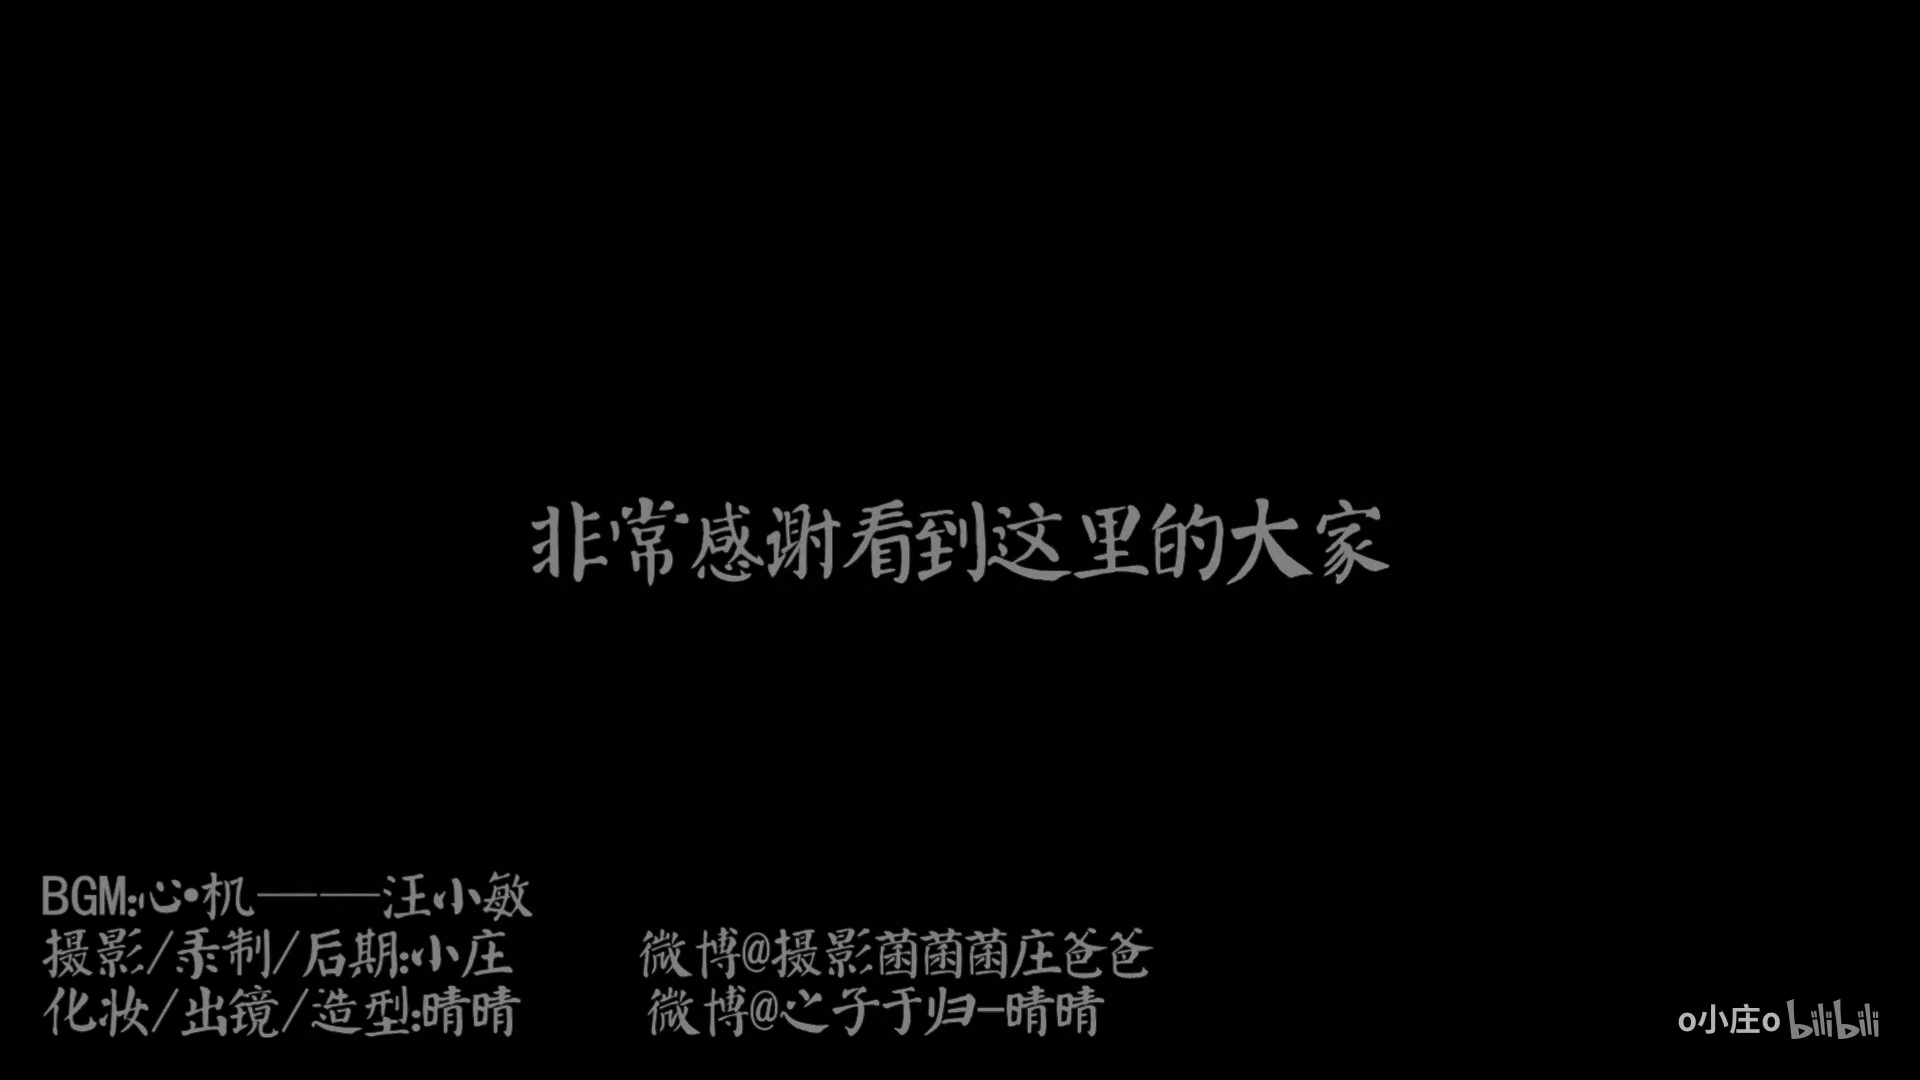 非常感谢看到这里的大家
BGM:心•机———汪小敏
摄影/录制/后期:小庄
微博@摄影菌菌菌庄爸爸
化妆/出镜/造型:晴晴
微博@之子于归-晴晴
o小庄o bilibili